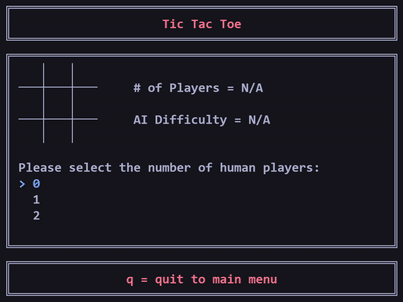 Tic Tac Toe
# of Players = N/A
AI Difficulty = N/A
Please select the number of human players:
> 0
1
2
q = quit to main menu